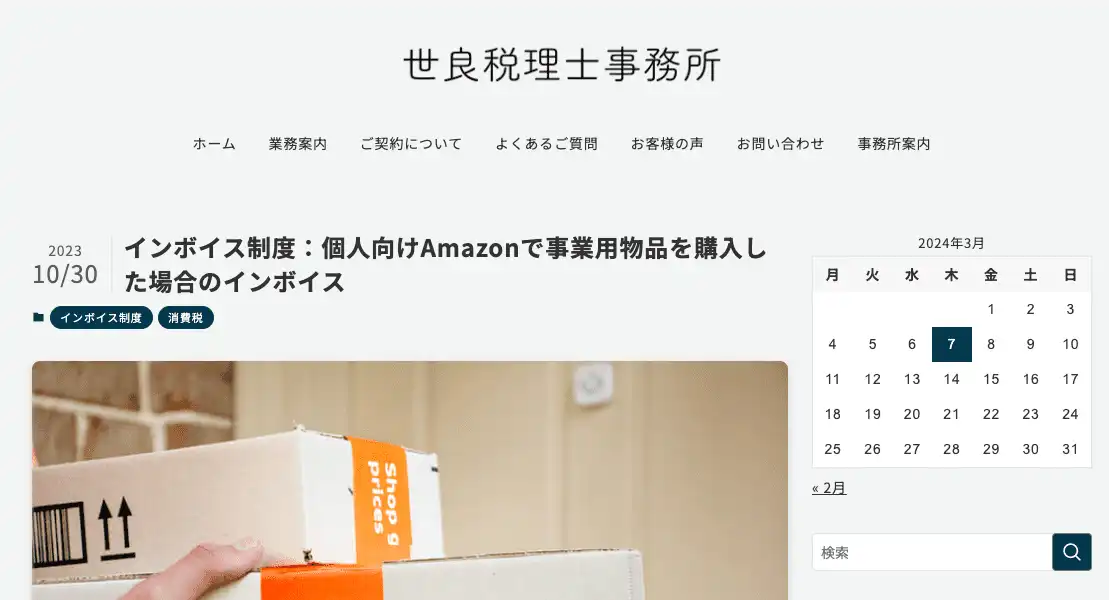 世良税理士事務所
ホーム 業務案内 ご契約について よくあるご質問 お客様の声 お問い合わせ 事務所案内
2023
10/30
インボイス制度：個人向けAmazonで事業用物品を購入し
た場合のインボイス
インボイス制度 消費税
Shop g
prices
2024年3月
月 火 水 木 金 土 日
1 2 3
4 5 6 7 8 9 10
11 12 13 14 15 16 17
18 19 20 21 22 23 24
25 26 27 28 29 30 31
« 2月
検索